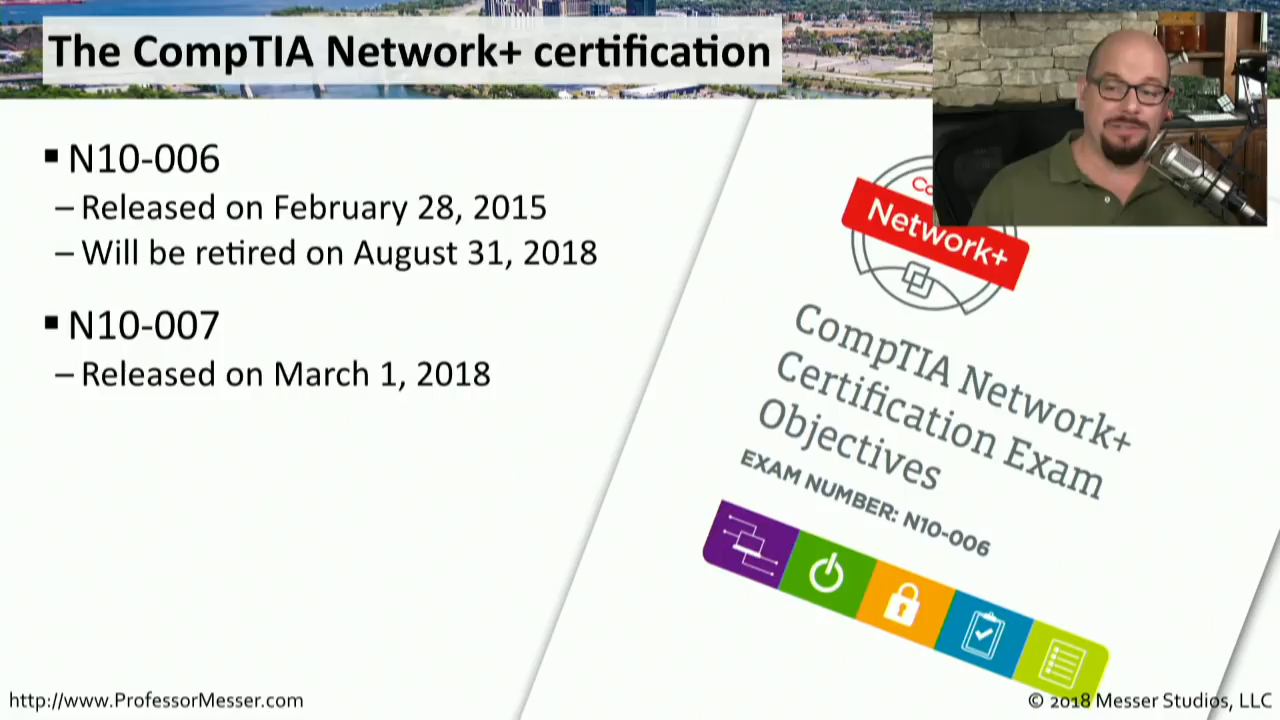 The CompTIA Network+ certification
▪ N10-006
– Released on February 28, 2015
– Will be retired on August 31, 2018
▪ N10-007
– Released on March 1, 2018
Network+
CompTIA Network+
Certification Exam
Objectives
EXAM NUMBER: N10-006
http://www.ProfessorMesser.com
© 2018 Messer Studios, LLC